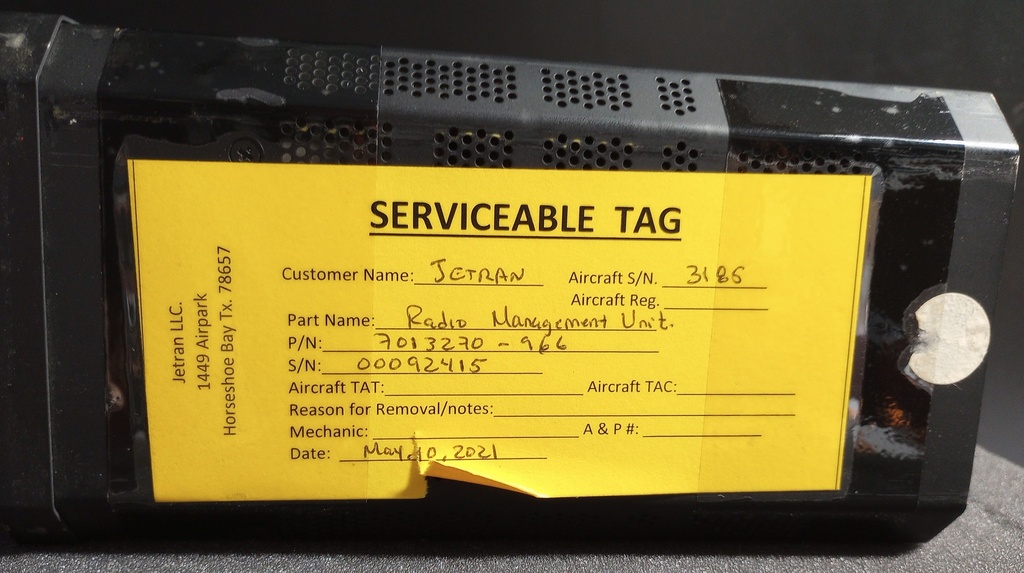 SERVICEABLE TAG
Customer Name: JETRAN Aircraft S/N. 3185
Aircraft Reg.
Part Name: Radio Management Unit.
P/N: 7013270-966
S/N: 00092415
Aircraft TAT: Aircraft TAC:
Reason for Removal/notes:
Mechanic: A & P #:
Date: May, 10, 2021
Jetran LLC.
1449 Airpark
Horseshoe Bay Tx. 78657